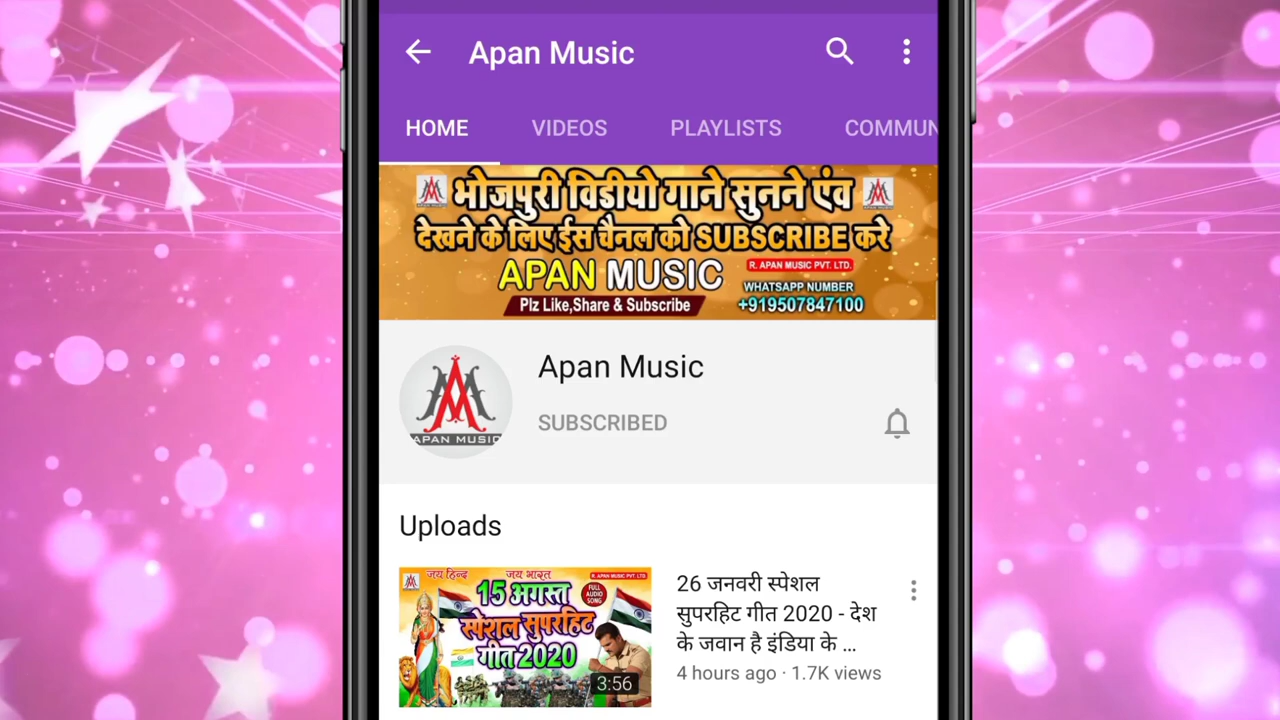 Apan Music
HOME VIDEOS PLAYLISTS COMMUN
भोजपुरी विडीयो गाने सुनने एंव
देखने के लिए ईस चैनल को SUBSCRIBE करे
APAN MUSIC
R. APAN MUSIC PVT. LTD.
Plz Like,Share & Subscribe
WHATSAPP NUMBER
+919507847100
Apan Music
SUBSCRIBED
APAN MUSIC
Uploads
जय हिन्द जय भारत
R. APAN MUSIC PVT. LTD
15 अगस्त
FULL
AUDIO
SONG
स्पेशल सुपरहिट
गीत 2020
3:56
26 जनवरी स्पेशल
सुपरहिट गीत 2020 - देश
के जवान है इंडिया के ...
4 hours ago · 1.7K views